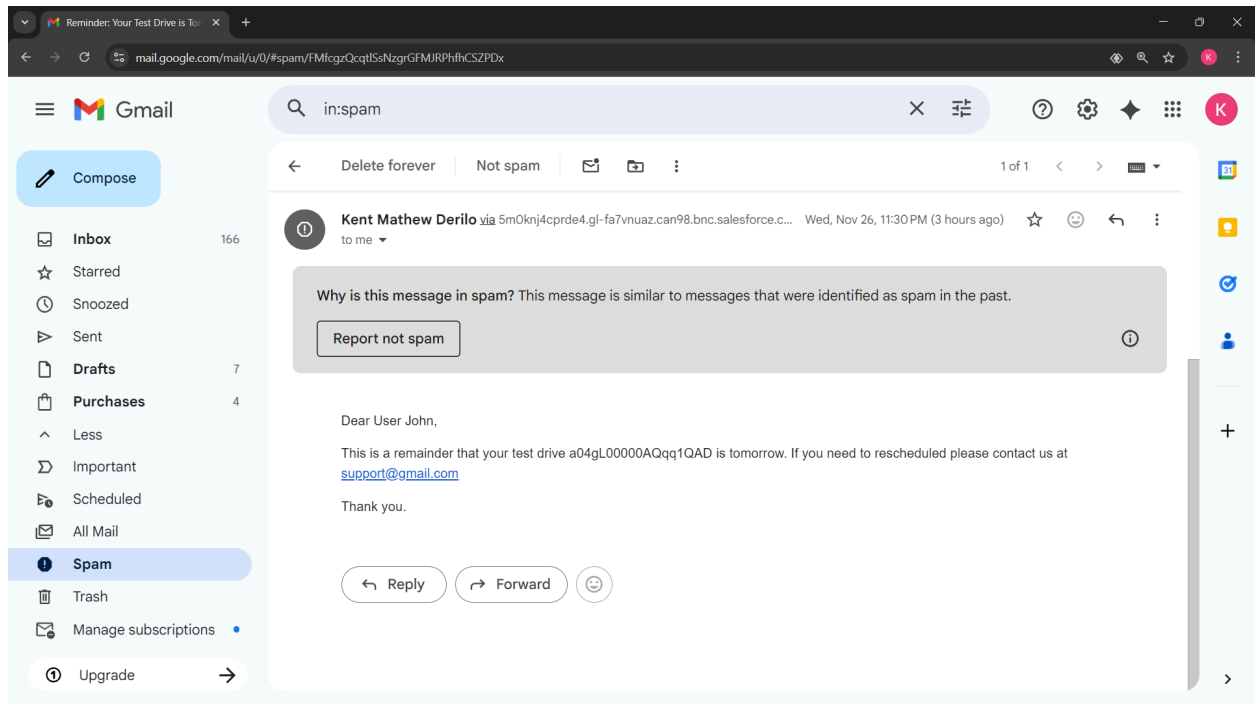 Reminder: Your Test Drive is To
mail.google.com/mail/u/0/#spam/FMfcgzQcqtlSsNzgrGFMJRPhfhCSZPDx
K
Gmail
in:spam
K
Compose
Delete forever
Not spam
1 of 1
31
Kent Mathew Derilo via 5m0knj4cprde4.gl-fa7vnuaz.can98.bnc.salesforce.c... Wed, Nov 26, 11:30 PM (3 hours ago)
to me
Inbox 166
Starred
Snoozed
Sent
Drafts 7
Purchases 4
Less
Important
Scheduled
All Mail
Spam
Trash
Manage subscriptions
Upgrade
Why is this message in spam? This message is similar to messages that were identified as spam in the past.
Report not spam
Dear User John,
This is a remainder that your test drive a04gL00000AQqq1QAD is tomorrow. If you need to rescheduled please contact us at
support@gmail.com
Thank you.
Reply
Forward